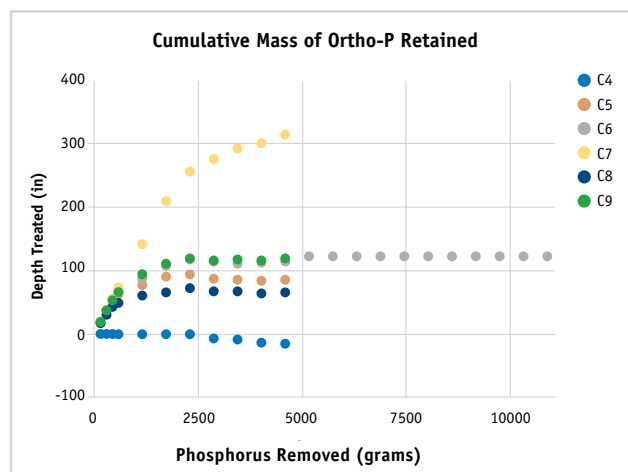 Cumulative Mass of Ortho-P Retained
400
300
200
100
0
-100
Depth Treated (in)
0
2500
5000
7500
10000
Phosphorus Removed (grams)
C4
C5
C6
C7
C8
C9